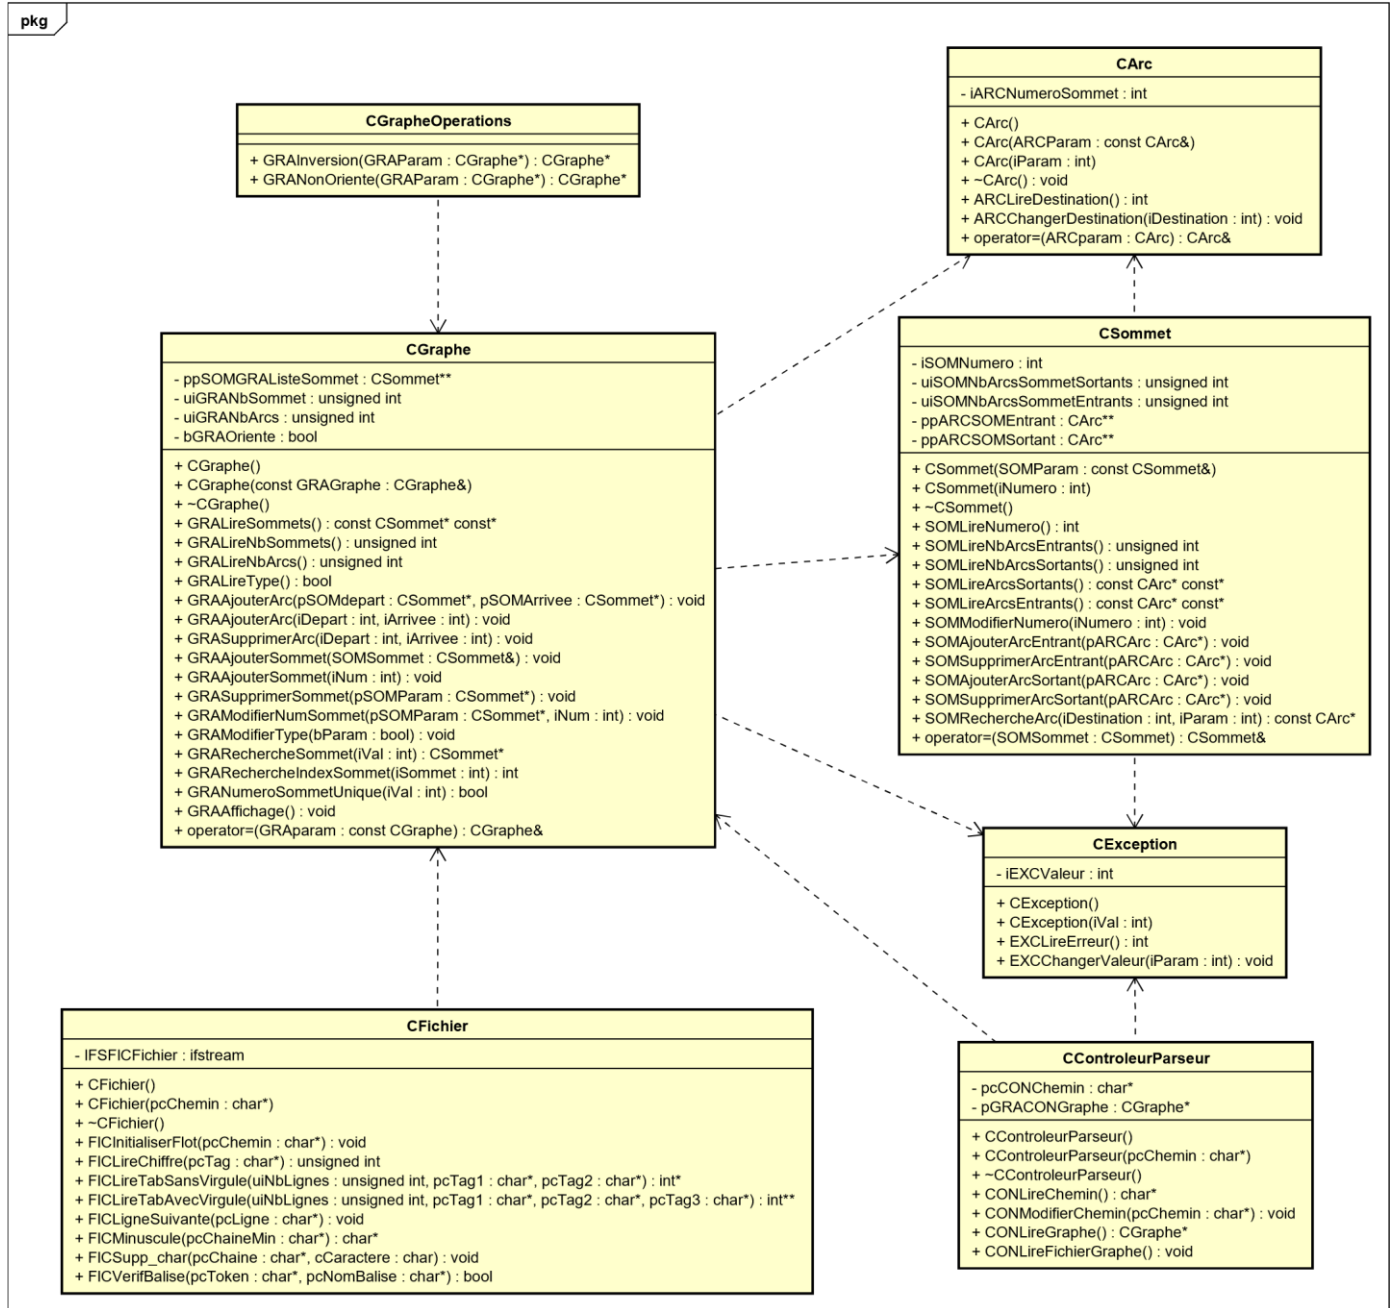 pkg
CGrapheOperations
+ GRAInversion(GRAParam : CGraphe*) : CGraphe*
+ GRANonOriente(GRAParam : CGraphe*) : CGraphe*
CArc
- iARCNumeroSommet : int
+ CArc()
+ CArc(ARCParam : const CArc&)
+ CArc(iParam : int)
+ ~CArc() : void
+ ARCLireDestination() : int
+ ARCChangerDestination(iDestination : int) : void
+ operator=(ARCparam : CArc) : CArc&
CGraphe
- ppSOMGRAListeSommet : CSommet**
- uiGRANbSommet : unsigned int
- uiGRANbArcs : unsigned int
- bGRAOriente : bool
+ CGraphe()
+ CGraphe(const GRAGraphe : CGraphe&)
+ ~CGraphe()
+ GRALireSommets() : const CSommet* const*
+ GRALireNbSommets() : unsigned int
+ GRALireNbArcs() : unsigned int
+ GRALireType() : bool
+ GRAAjouterArc(pSOMdepart : CSommet*, pSOMArrivee : CSommet*) : void
+ GRAAjouterArc(iDepart : int, iArrivee : int) : void
+ GRASupprimerArc(iDepart : int, iArrivee : int) : void
+ GRAAjouterSommet(SOMSommet : CSommet&) : void
+ GRAAjouterSommet(iNum : int) : void
+ GRASupprimerSommet(pSOMParam : CSommet*) : void
+ GRAModifierNumSommet(pSOMParam : CSommet*, iNum : int) : void
+ GRAModifierType(bParam : bool) : void
+ GRARechercheSommet(iVal : int) : CSommet*
+ GRARechercheIndexSommet(iSommet : int) : int
+ GRANumeroSommetUnique(iVal : int) : bool
+ GRAAffichage() : void
+ operator=(GRAparam : const CGraphe) : CGraphe&
CSommet
- iSOMNumero : int
- uiSOMNbArcsSommetSortants : unsigned int
- uiSOMNbArcsSommetEntrants : unsigned int
- ppARCSOMEntrant : CArc**
- ppARCSOMSortant : CArc**
+ CSommet(SOMParam : const CSommet&)
+ CSommet(iNumero : int)
+ ~CSommet()
+ SOMLireNumero() : int
+ SOMLireNbArcsEntrants() : unsigned int
+ SOMLireNbArcsSortants() : unsigned int
+ SOMLireArcsSortants() : const CArc* const*
+ SOMLireArcsEntrants() : const CArc* const*
+ SOMModifierNumero(iNumero : int) : void
+ SOMAjouterArcEntrant(pARCArc : CArc*) : void
+ SOMSupprimerArcEntrant(pARCArc : CArc*) : void
+ SOMAjouterArcSortant(pARCArc : CArc*) : void
+ SOMSupprimerArcSortant(pARCArc : CArc*) : void
+ SOMRechercheArc(iDestination : int, iParam : int) : const CArc*
+ operator=(SOMSommet : CSommet) : CSommet&
CException
- iEXCValeur : int
+ CException()
+ CException(iVal : int)
+ EXCLireErreur() : int
+ EXCChangerValeur(iParam : int) : void
CFichier
- IFSFICFichier : ifstream
+ CFichier()
+ CFichier(pcChemin : char*)
+ ~CFichier()
+ FICInitialiserFlot(pcChemin : char*) : void
+ FICLireChiffre(pcTag : char*) : unsigned int
+ FICLireTabSansVirgule(uiNbLignes : unsigned int, pcTag1 : char*, pcTag2 : char*) : int*
+ FICLireTabAvecVirgule(uiNbLignes : unsigned int, pcTag1 : char*, pcTag2 : char*, pcTag3 : char*) : int**
+ FICLigneSuivante(pcLigne : char*) : void
+ FICMinuscule(pcChaineMin : char*) : char*
+ FICSupp_char(pcChaine : char*, cCaractere : char) : void
+ FICVerifBalise(pcToken : char*, pcNomBalise : char*) : bool
CControleurParseur
- pcCONChemin : char*
- pGRACONGraphe : CGraphe*
+ CControleurParseur()
+ CControleurParseur(pcChemin : char*)
+ ~CControleurParseur()
+ CONLireChemin() : char*
+ CONModifierChemin(pcChemin : char*) : void
+ CONLireGraphe() : CGraphe*
+ CONLireFichierGraphe() : void